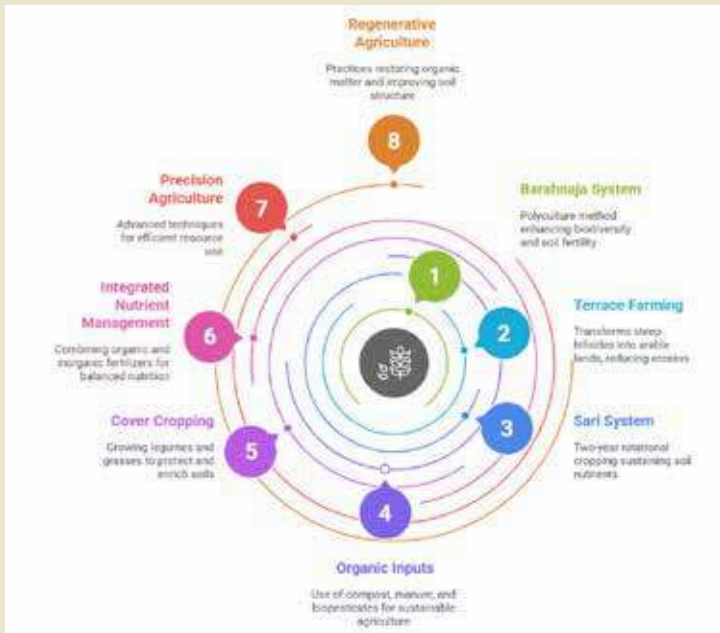 Regenerative
Agriculture
Practices restoring organic
matter and improving soil
structure
8
Precision
Agriculture
7
Advanced techniques
for efficient resource
use
Barahnaja System
Polyculture method
enhancing biodiversity
and soil fertility
1
Integrated
Nutrient
Management
6
Combining organic and
inorganic fertilizers for
balanced nutrition
Terrace Farming
2
Transforms steep
hillsides into arable
lands, reducing erosion
Cover Cropping
5
Growing legumes and
grasses to protect and
enrich soils
Sari System
3
Two-year rotational
cropping sustaining soil
nutrients
4
Organic Inputs
Use of compost, manure, and
biopesticides for sustainable
agriculture